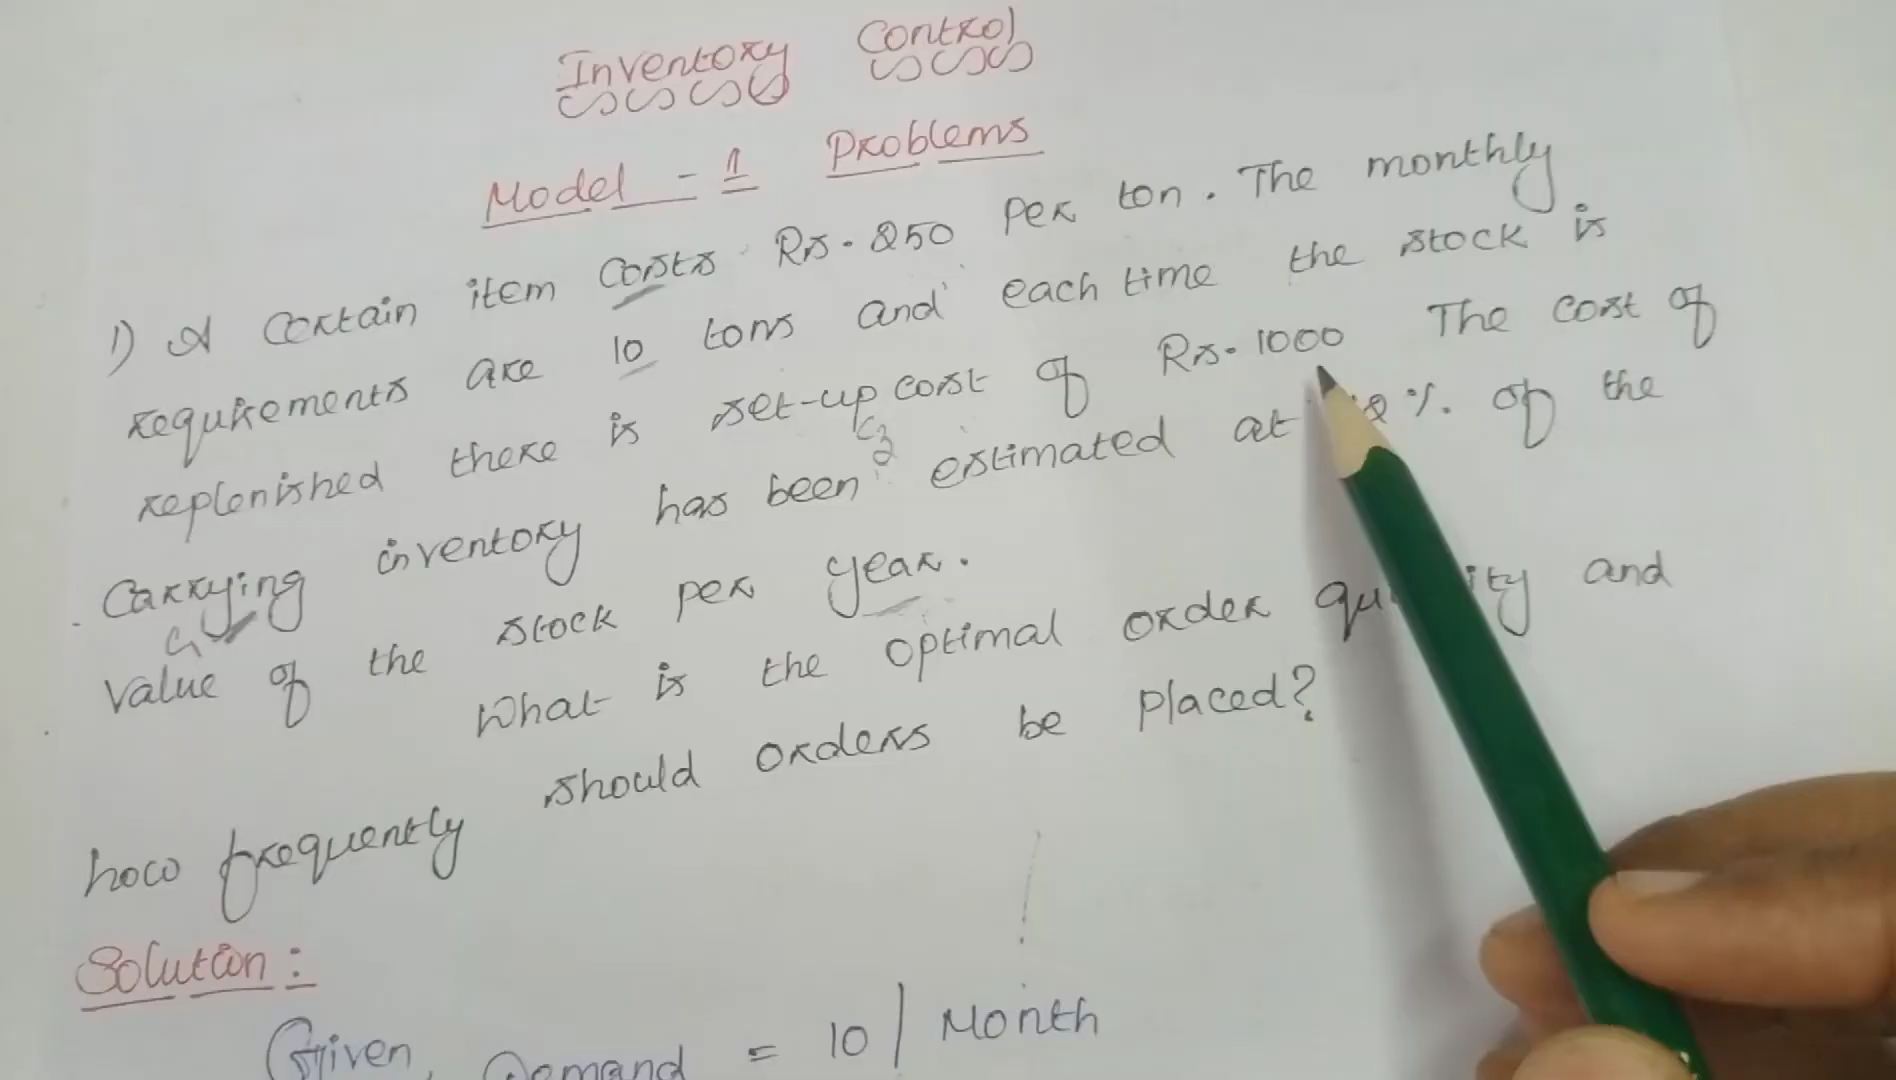 Inventory Control
Model - 1 Problems
1) A Certain item Costs Rs. 250 Per ton. The monthly
requirements are 10 tons and each time the stock is
replenished there is set-up cost of Rs. 1000 The cost of
C3
Carrying inventory has been estimated at % of the
C1
Value of the stock per year.
What is the optimal order and
how frequently should orders be placed?
Solution:
Given, Demand = 10 / Month